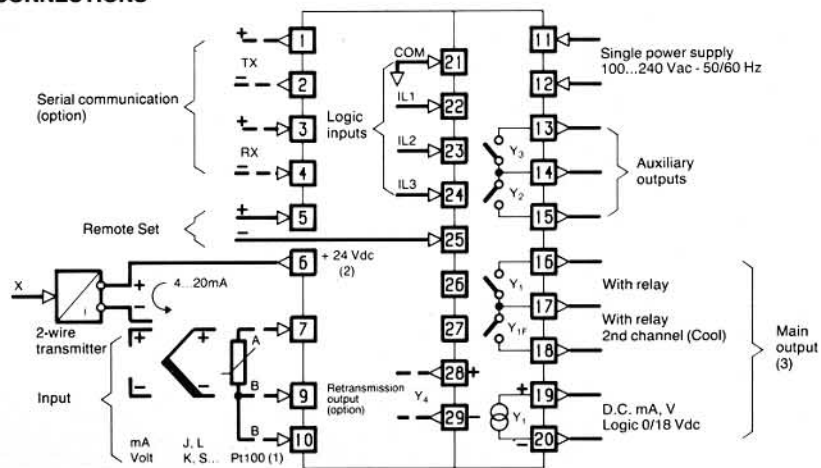 CONNECTIONS
Serial communication
(option)
+
TX
−
+
RX
−
1
2
3
4
Remote Set
+
−
5
25
X
I
2-wire
transmitter
+
−
4...20mA
6
+ 24 Vdc
(2)
Input
+
−
mA
Volt
+
−
J, L
K, S...
A
B
B
Pt100 (1)
7
9
10
Logic
inputs
COM
IL1
IL2
IL3
21
22
23
24
26
27
Retransmission
output
(option)
Y4
28
+
29
−
11
12
Single power supply
100...240 Vac - 50/60 Hz
Y3
Y2
13
14
15
Auxiliary
outputs
Y1
Y1F
16
17
18
With relay
With relay
2nd channel (Cool)
Y1
+
−
19
20
D.C. mA, V
Logic 0/18 Vdc
Main
output
(3)